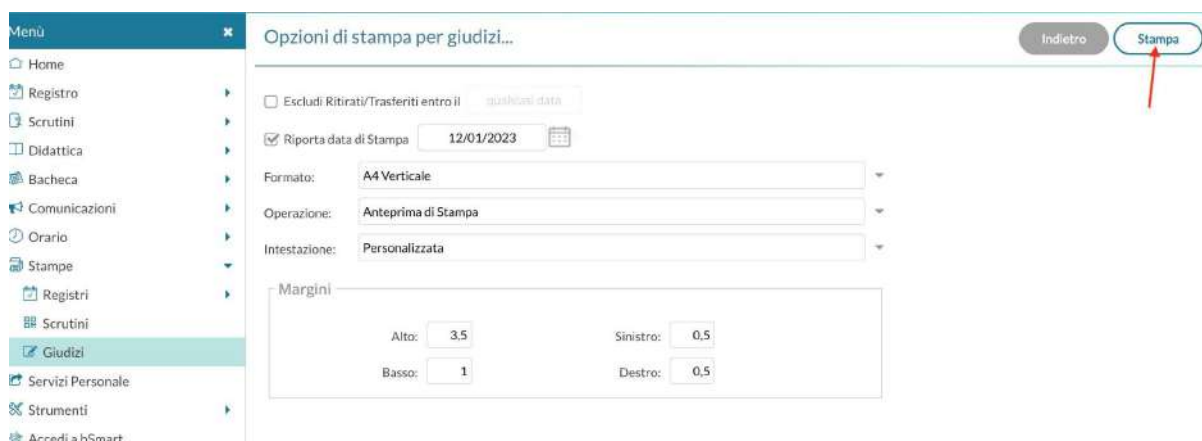 Menù
Opzioni di stampa per giudizi...
Indietro
Stampa
Home
Registro
Scrutini
Didattica
Bacheca
Comunicazioni
Orario
Stampe
Registri
Scrutini
Giudizi
Servizi Personale
Strumenti
Accedi a bSmart
Escludi Ritirati/Trasferiti entro il qualsiasi data
Riporta data di Stampa 12/01/2023
Formato: A4 Verticale
Operazione: Anteprima di Stampa
Intestazione: Personalizzata
Margini
Alto: 3,5 Sinistro: 0,5
Basso: 1 Destro: 0,5